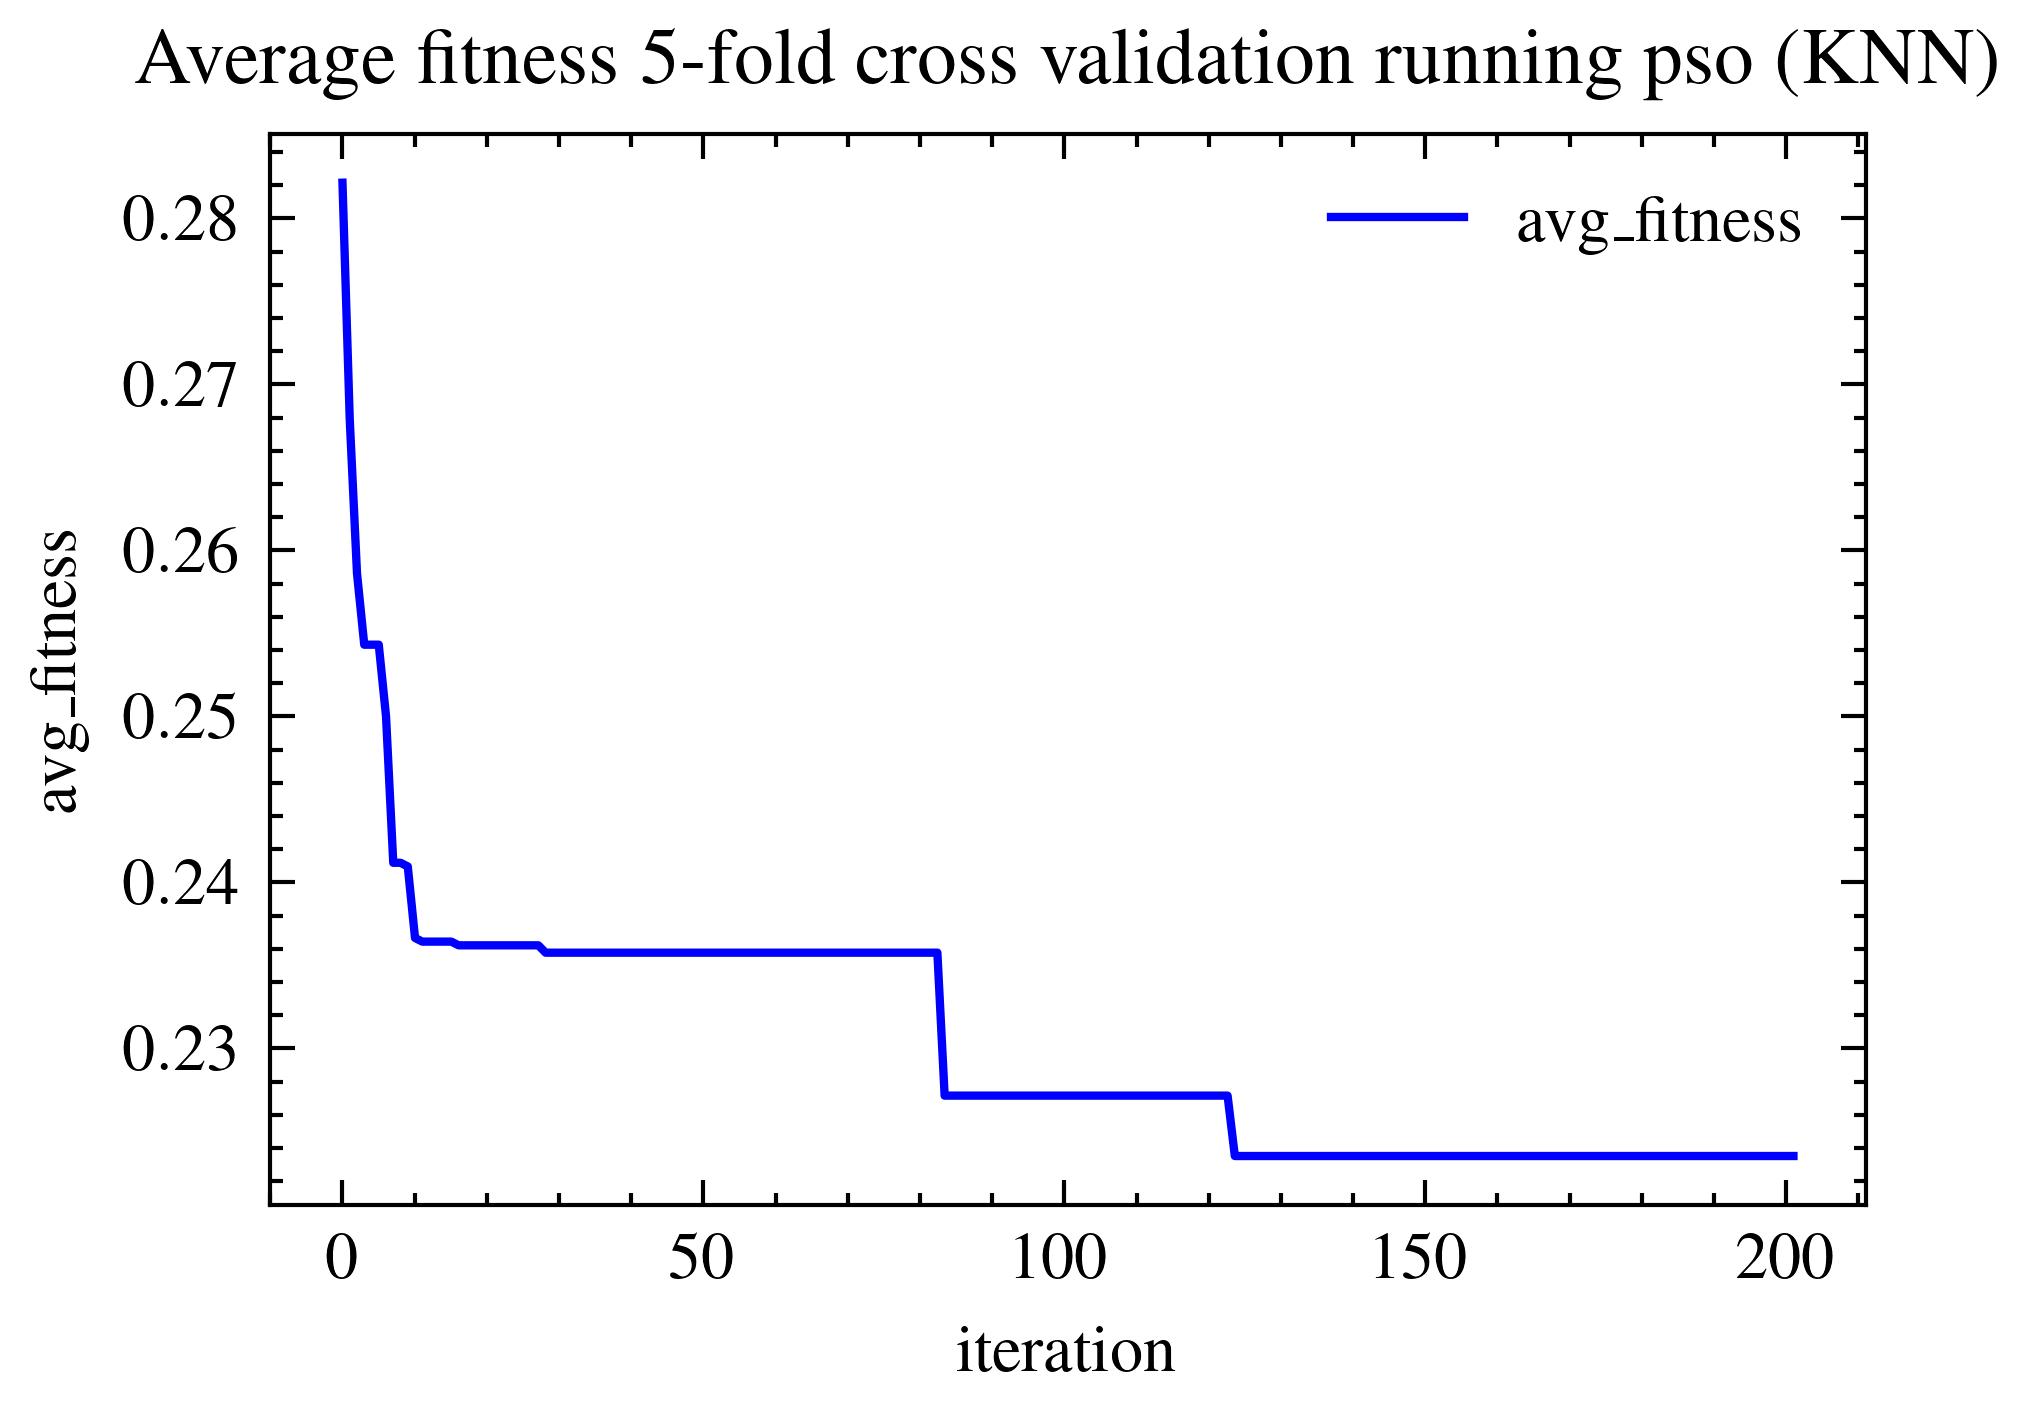 Average fitness 5-fold cross validation running pso (KNN)
avg_fitness
0.28
0.27
0.26
0.25
0.24
0.23
avg_fitness
0 50 100 150 200
iteration